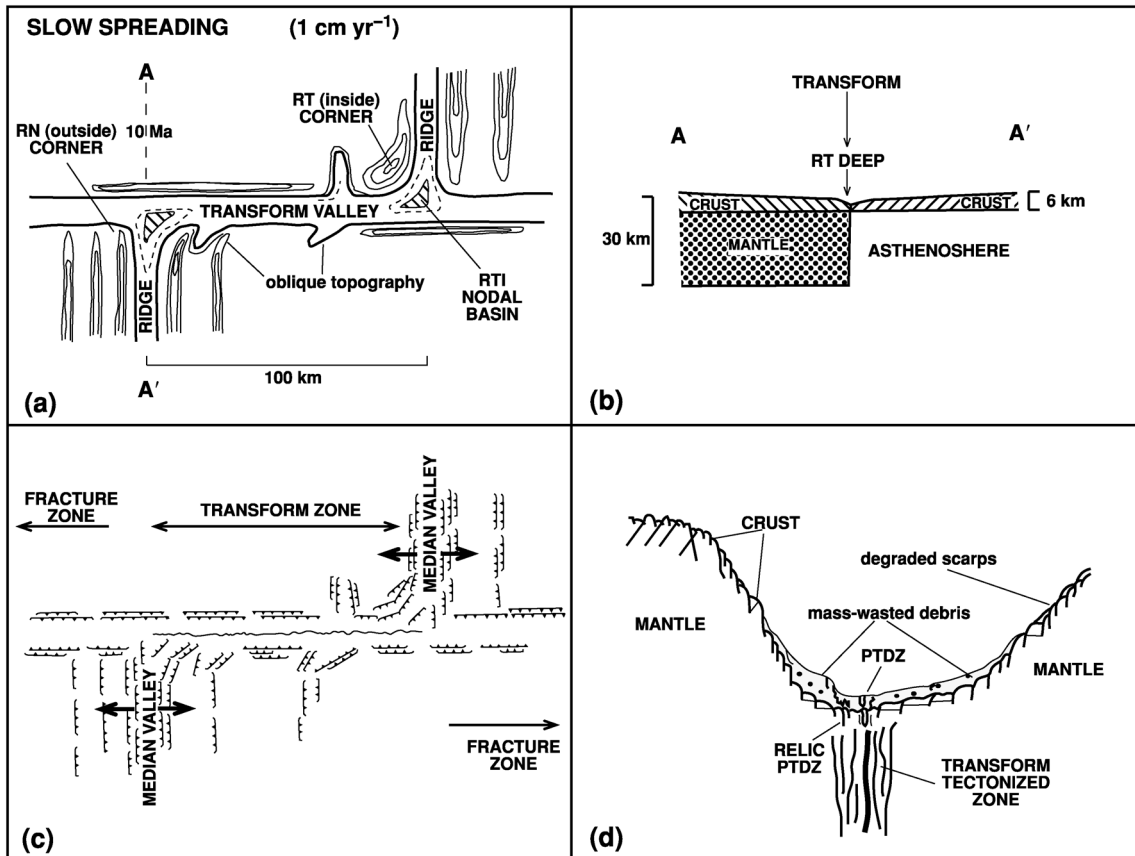 SLOW SPREADING (1 cm yr⁻¹)
A
RT (inside)
CORNER
RIDGE
RN (outside) 10 Ma
CORNER
TRANSFORM VALLEY
oblique topography
RTI
NODAL
BASIN
RIDGE
100 km
A′
(a)
TRANSFORM
A
A′
RT DEEP
CRUST
CRUST
6 km
30 km
MANTLE
ASTHENOSHERE
(b)
FRACTURE
ZONE
TRANSFORM ZONE
MEDIAN VALLEY
MEDIAN VALLEY
FRACTURE
ZONE
(c)
CRUST
degraded scarps
mass-wasted debris
MANTLE
PTDZ
MANTLE
RELIC
PTDZ
TRANSFORM
TECTONIZED
ZONE
(d)